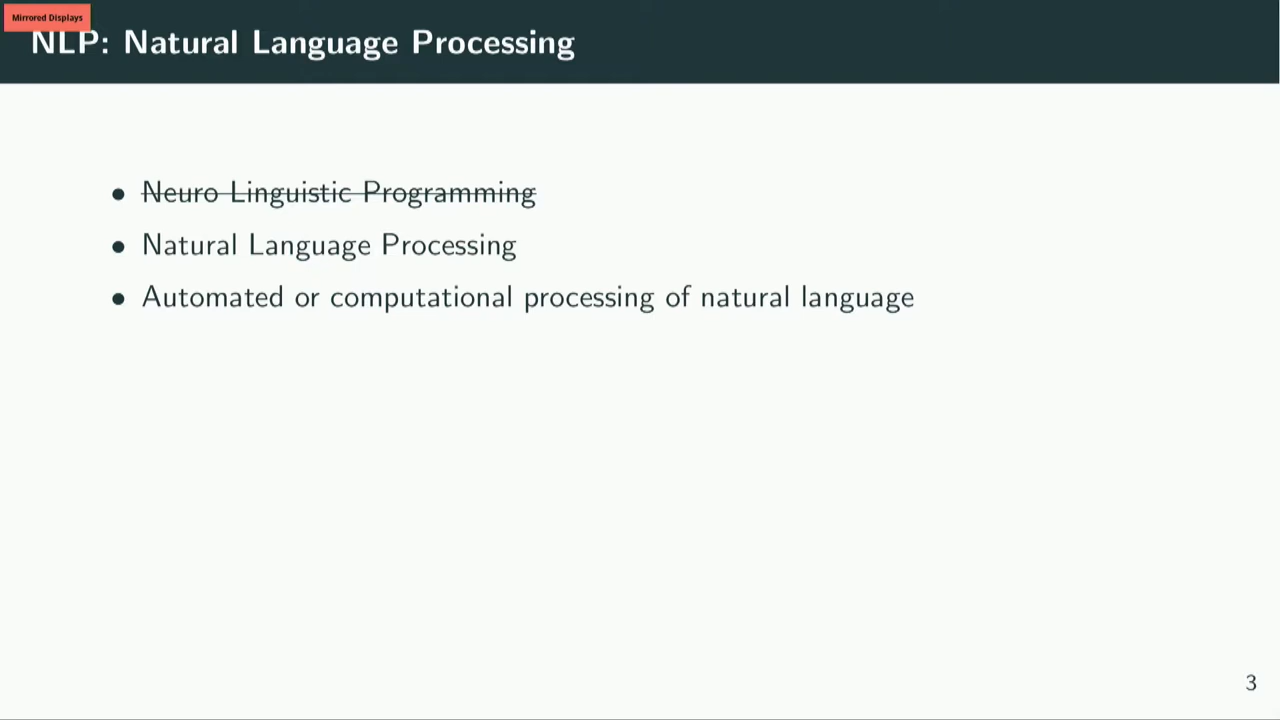 Mirrored Displays
NLP: Natural Language Processing
• Neuro Linguistic Programming
• Natural Language Processing
• Automated or computational processing of natural language
3